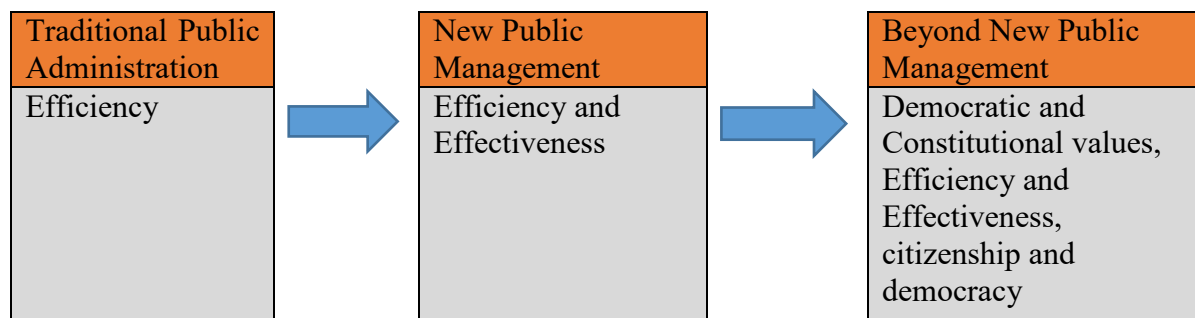 Traditional Public
Administration
Efficiency
New Public
Management
Efficiency and
Effectiveness
Beyond New Public
Management
Democratic and
Constitutional values,
Efficiency and
Effectiveness,
citizenship and
democracy